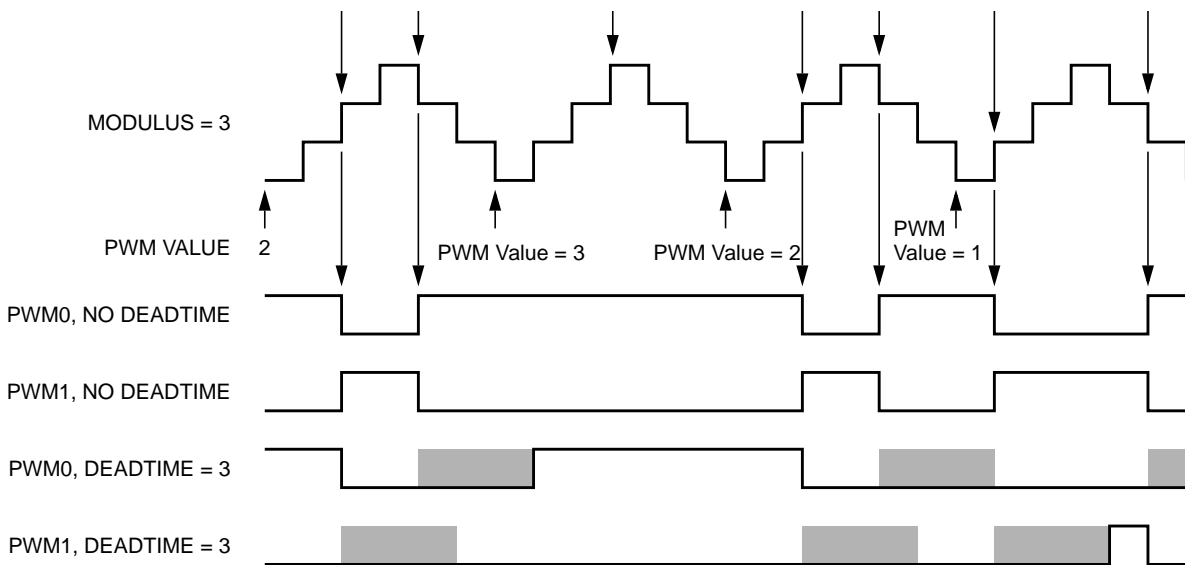 MODULUS = 3
PWM VALUE
2
PWM Value = 3
PWM Value = 2
PWM
Value = 1
PWM0, NO DEADTIME
PWM1, NO DEADTIME
PWM0, DEADTIME = 3
PWM1, DEADTIME = 3